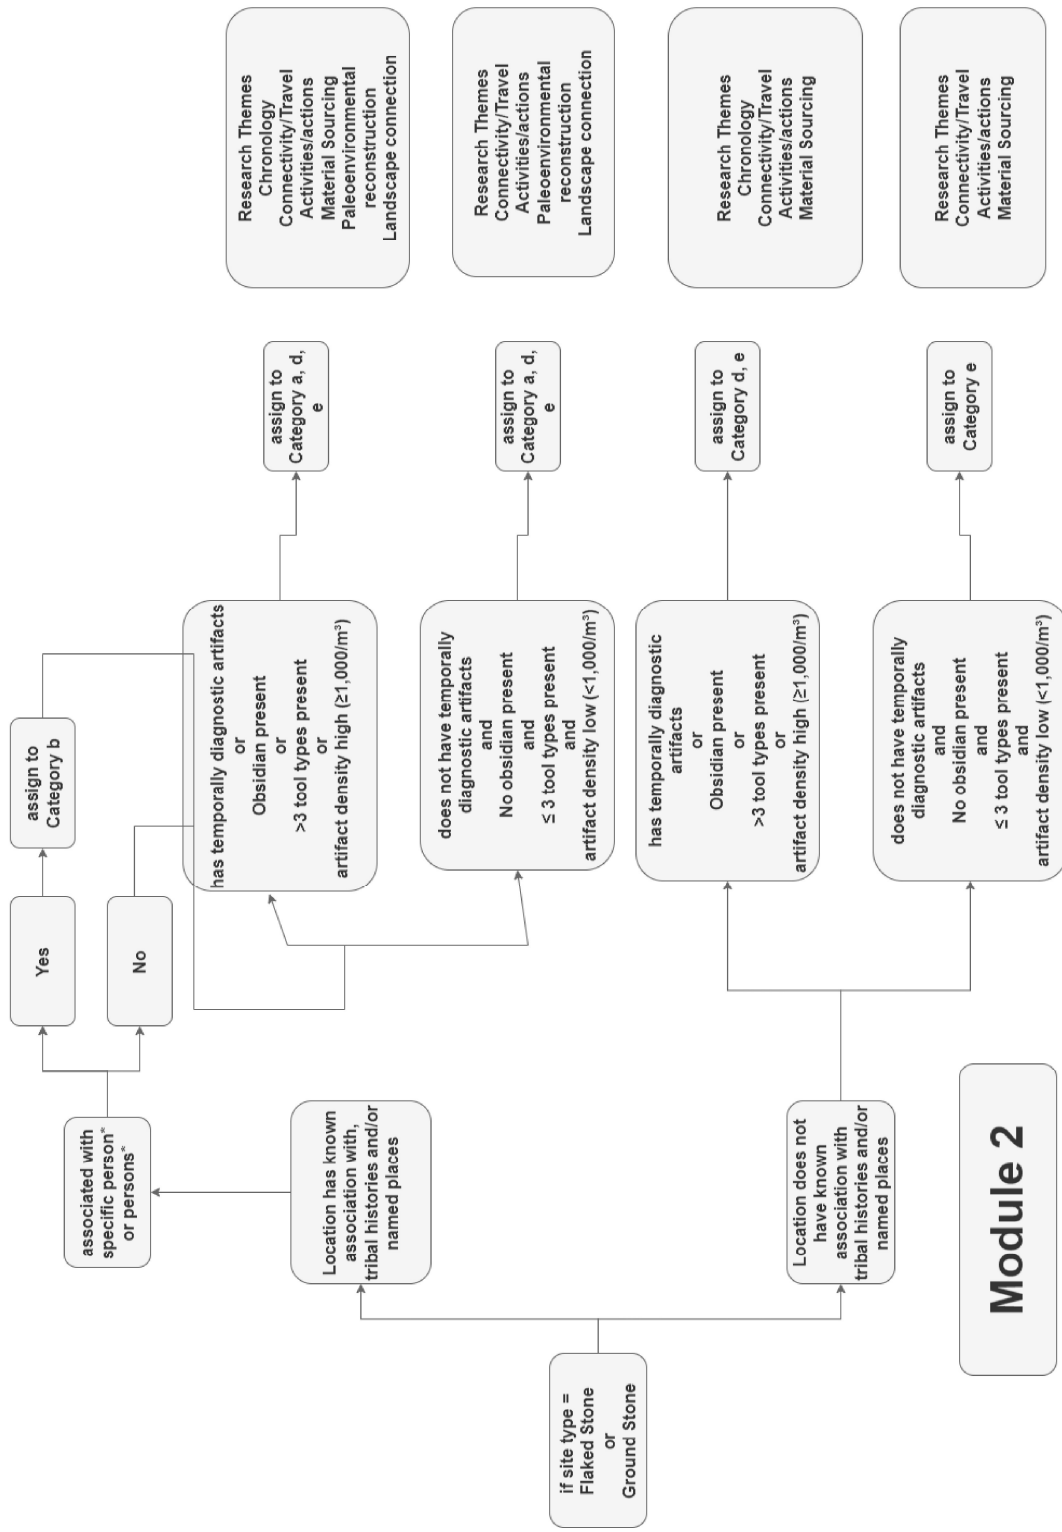 Module 2
if site type =
Flaked Stone
or
Ground Stone
Location has known
association with,
tribal histories and/or
named places
associated with
specific person*
or persons*
Yes
No
assign to
Category b
has temporally diagnostic artifacts
or
Obsidian present
or
>3 tool types present
or
artifact density high (≥1,000/m³)
assign to
Category a, d,
e
Research Themes
Chronology
Connectivity/Travel
Activities/actions
Material Sourcing
Paleoenvironmental
reconstruction
Landscape connection
does not have temporally
diagnostic artifacts
and
No obsidian present
and
≤ 3 tool types present
and
artifact density low (<1,000/m³)
assign to
Category a, d,
e
Research Themes
Connectivity/Travel
Activities/actions
Paleoenvironmental
reconstruction
Landscape connection
Location does not
have known
association with
tribal histories and/or
named places
has temporally diagnostic
artifacts
or
Obsidian present
or
>3 tool types present
or
artifact density high (≥1,000/m³)
assign to
Category d, e
Research Themes
Chronology
Connectivity/Travel
Activities/actions
Material Sourcing
does not have temporally
diagnostic artifacts
and
No obsidian present
and
≤ 3 tool types present
and
artifact density low (<1,000/m³)
assign to
Category e
Research Themes
Connectivity/Travel
Activities/actions
Material Sourcing